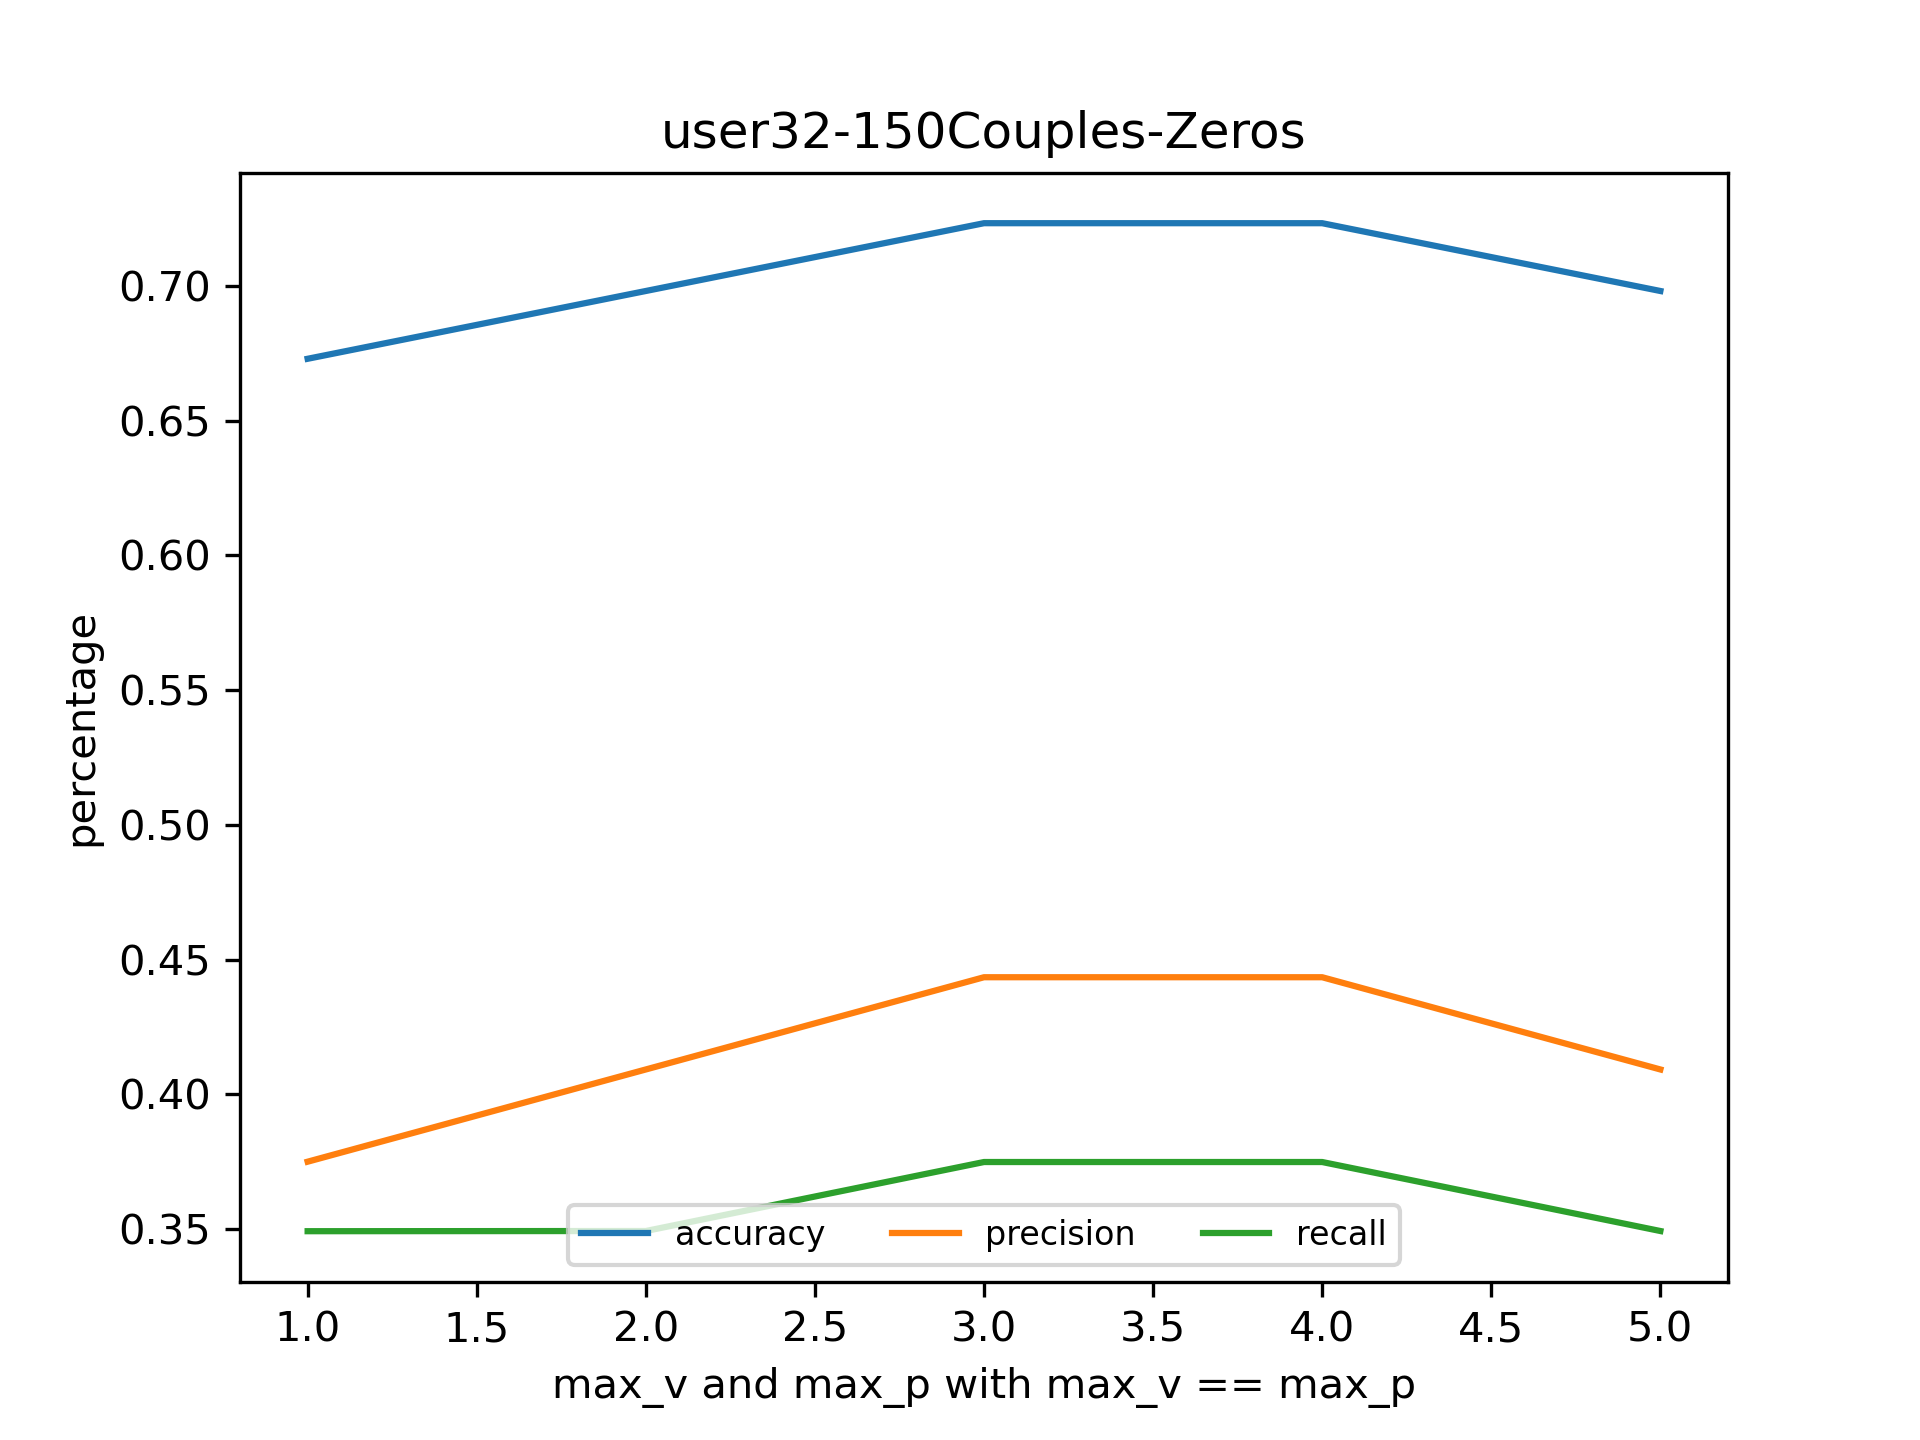 user32-150Couples-Zeros
percentage
0.70
0.65
0.60
0.55
0.50
0.45
0.40
0.35
accuracy precision recall
1.0 1.5 2.0 2.5 3.0 3.5 4.0 4.5 5.0
max_v and max_p with max_v == max_p